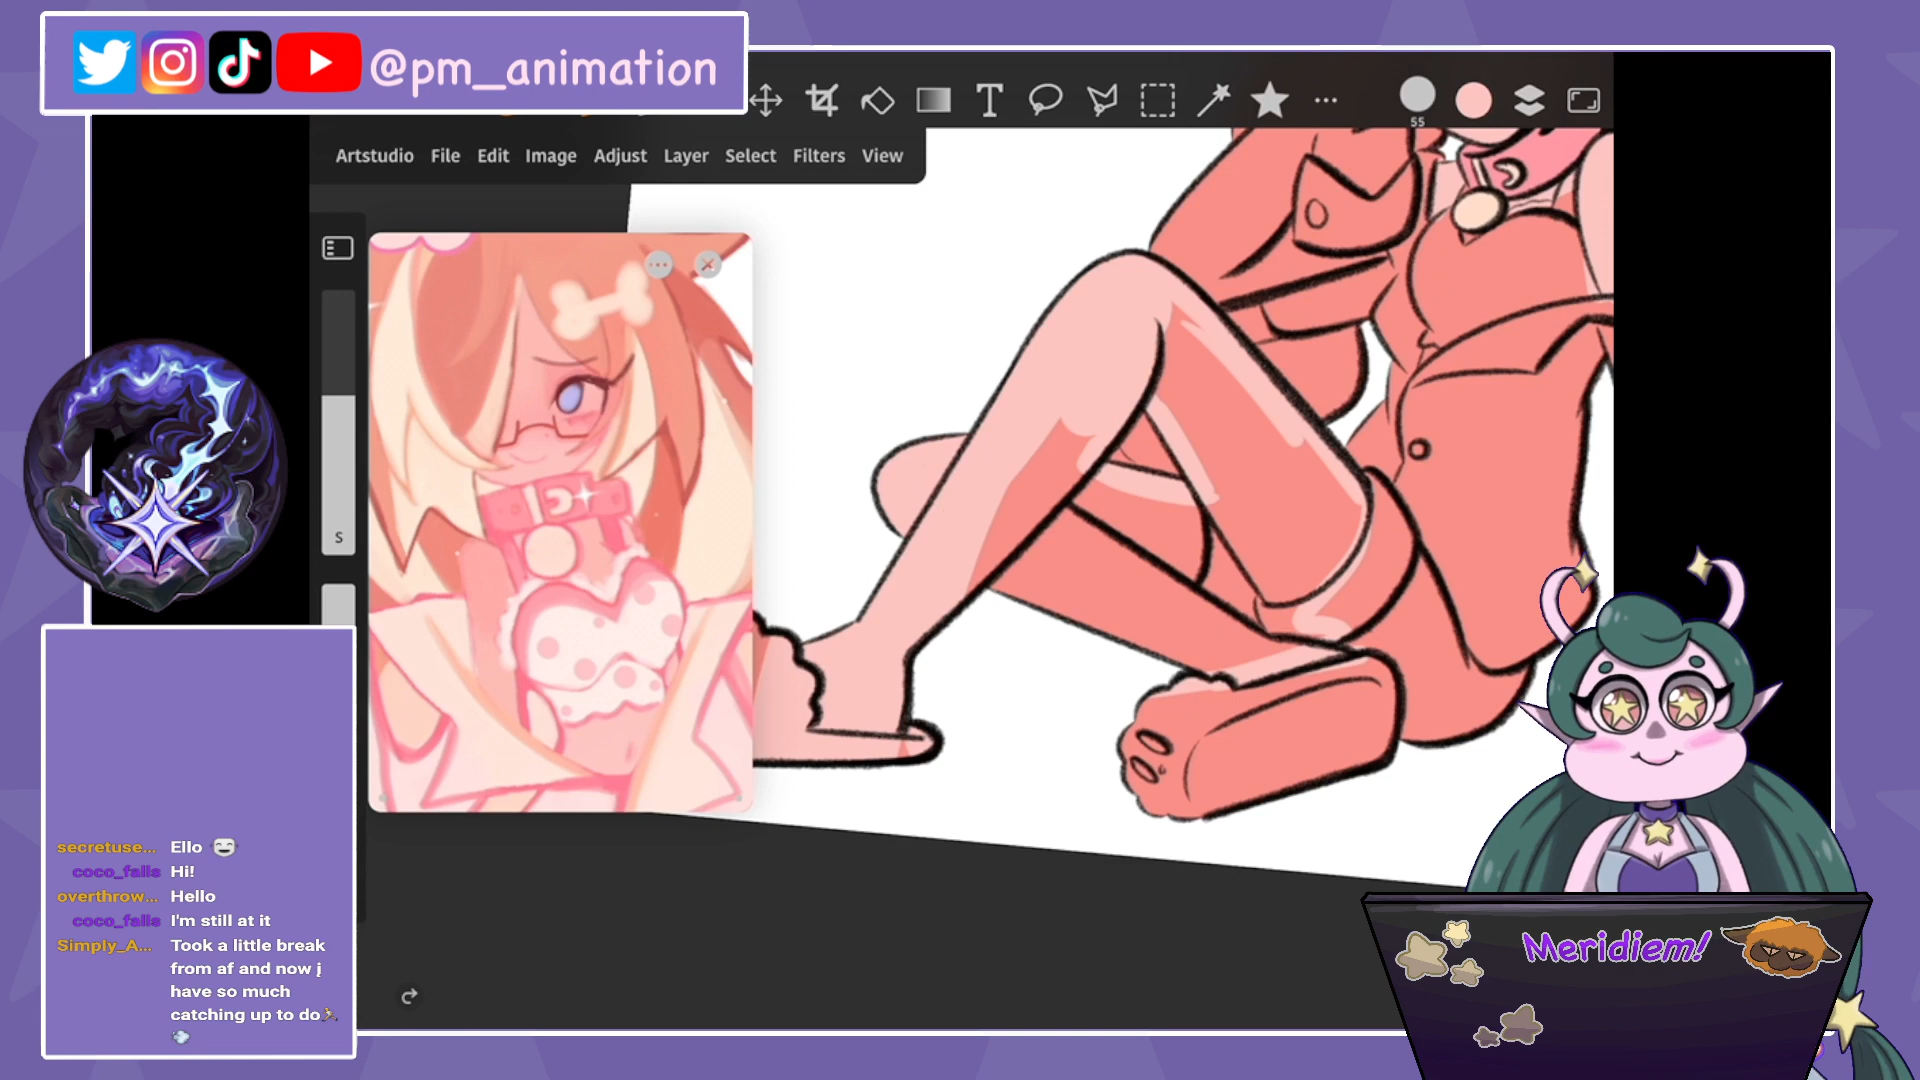 @pm_animation
T
55
Artstudio File Edit Image Adjust Layer Select Filters View
S
secretuse... Ello
coco_falls Hi!
overthrow... Hello
coco_falls I'm still at it
Simply_A... Took a little break
from af and now j
have so much
catching up to do
Meridiem!